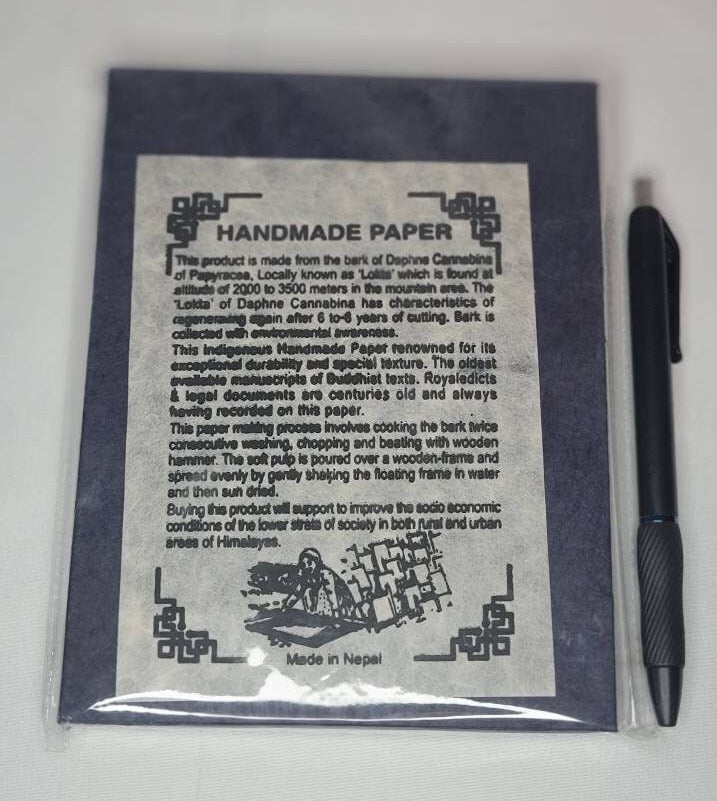 HANDMADE PAPER
This product is made from the bark of Daphne Cannabina
of Papyracea, Locally known as 'Lokta' which is found at
altitude of 2000 to 3500 meters in the mountain area. The
'Lokta' of Daphne Cannabina has characteristics of
regenerating again after 6 to-8 years of cutting. Bark is
collected with environmental awareness.
This Indigenous Handmade Paper renowned for its
exceptional durability and special texture. The oldest
available manuscripts of Buddhist texts. Royaledicts
& legal documents are centuries old and always
having recorded on this paper.
This paper making process involves cooking the bark twice
consecutive washing, chopping and beating with wooden
hammer. The soft pulp is poured over a wooden-frame and
spread evenly by gently shaking the floating frame in water
and then sun dried.
Buying this product will support to improve the socio economic
conditions of the lower strata of society in both rural and urban
areas of Himalayas.
Made in Nepal